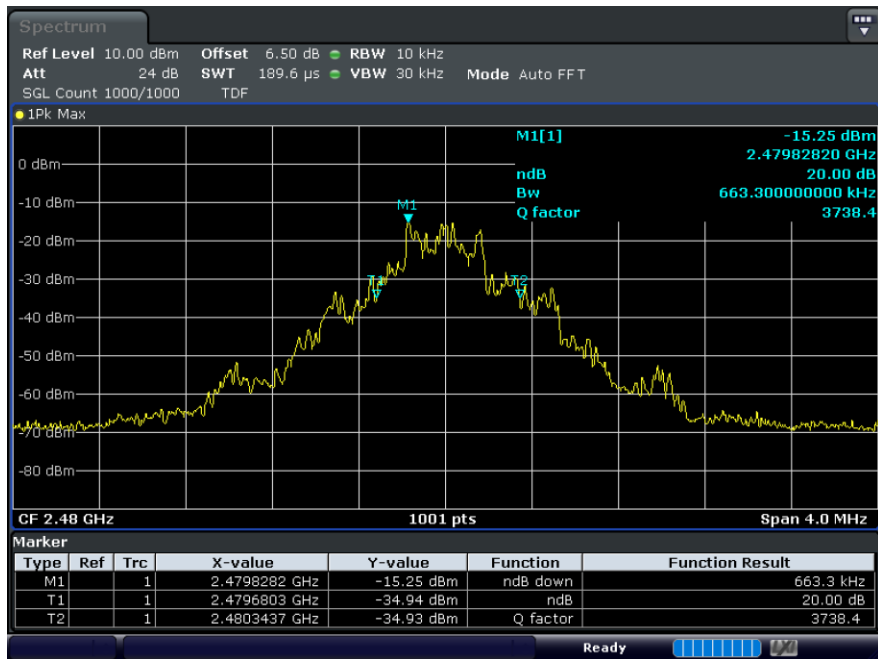 Spectrum
Ref Level 10.00 dBm Offset 6.50 dB RBW 10 kHz
Att 24 dB SWT 189.6 µs VBW 30 kHz Mode Auto FFT
SGL Count 1000/1000 TDF
1Pk Max
M1[1] -15.25 dBm
2.47982820 GHz
ndB 20.00 dB
Bw 663.300000000 kHz
Q factor 3738.4
0 dBm
-10 dBm
M1
-20 dBm
-30 dBm
T1 T2
-40 dBm
-50 dBm
-60 dBm
-70 dBm
-80 dBm
CF 2.48 GHz 1001 pts Span 4.0 MHz
Marker
Type Ref Trc X-value Y-value Function Function Result
M1 1 2.4798282 GHz -15.25 dBm ndB down 663.3 kHz
T1 1 2.4796803 GHz -34.94 dBm ndB 20.00 dB
T2 1 2.4803437 GHz -34.93 dBm Q factor 3738.4
Ready